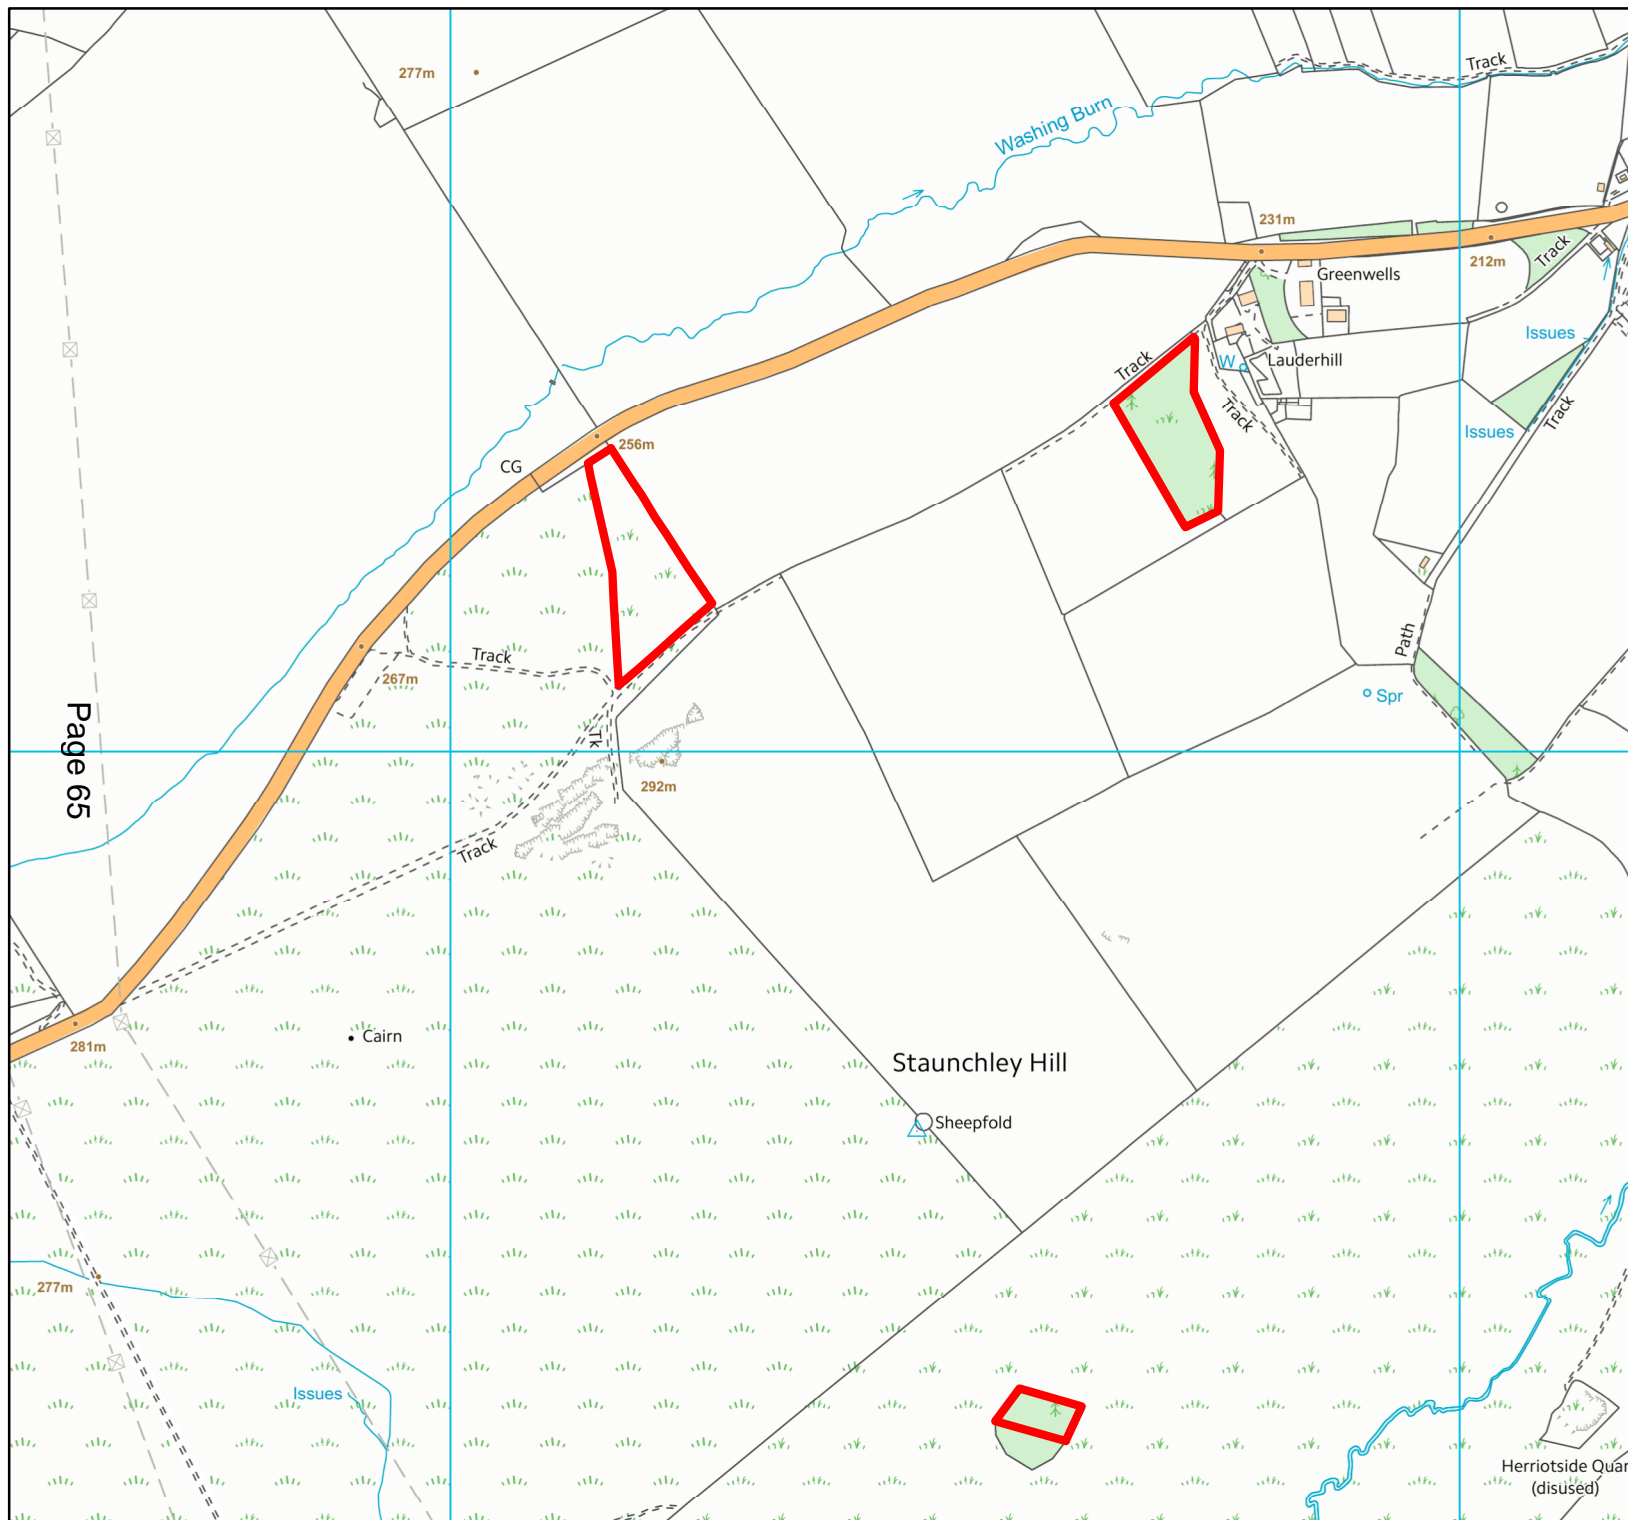 277m
Track
Washing Burn
231m
212m
Track
Greenwells
Issues
Track
W
Lauderhill
Track
Track
Issues
256m
CG
Track
267m
Path
Spr
Page 65
Tk
292m
Track
281m
Cairn
Staunchley Hill
Sheepfold
277m
Issues
Herriotside Quar
(disused)